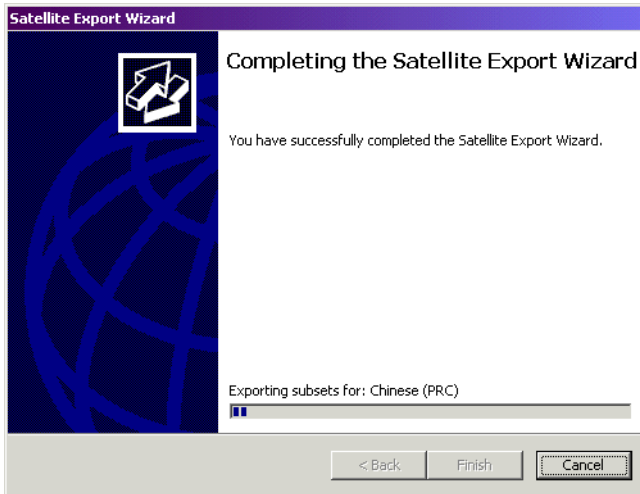 Satellite Export Wizard
Completing the Satellite Export Wizard
You have successfully completed the Satellite Export Wizard.
Exporting subsets for: Chinese (PRC)
< Back Finish Cancel